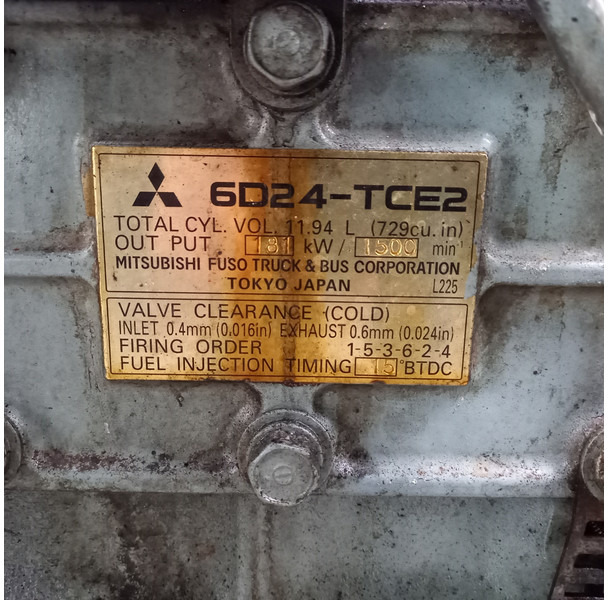 6D24-TCE2
TOTAL CYL. VOL. 11.94 L (729cu. in)
OUT PUT 181 kW / 1500 min⁻¹
MITSUBISHI FUSO TRUCK & BUS CORPORATION
TOKYO JAPAN L225
VALVE CLEARANCE (COLD)
INLET 0.4mm (0.016in) EXHAUST 0.6mm (0.024in)
FIRING ORDER 1-5-3-6-2-4
FUEL INJECTION TIMING 15 °BTDC